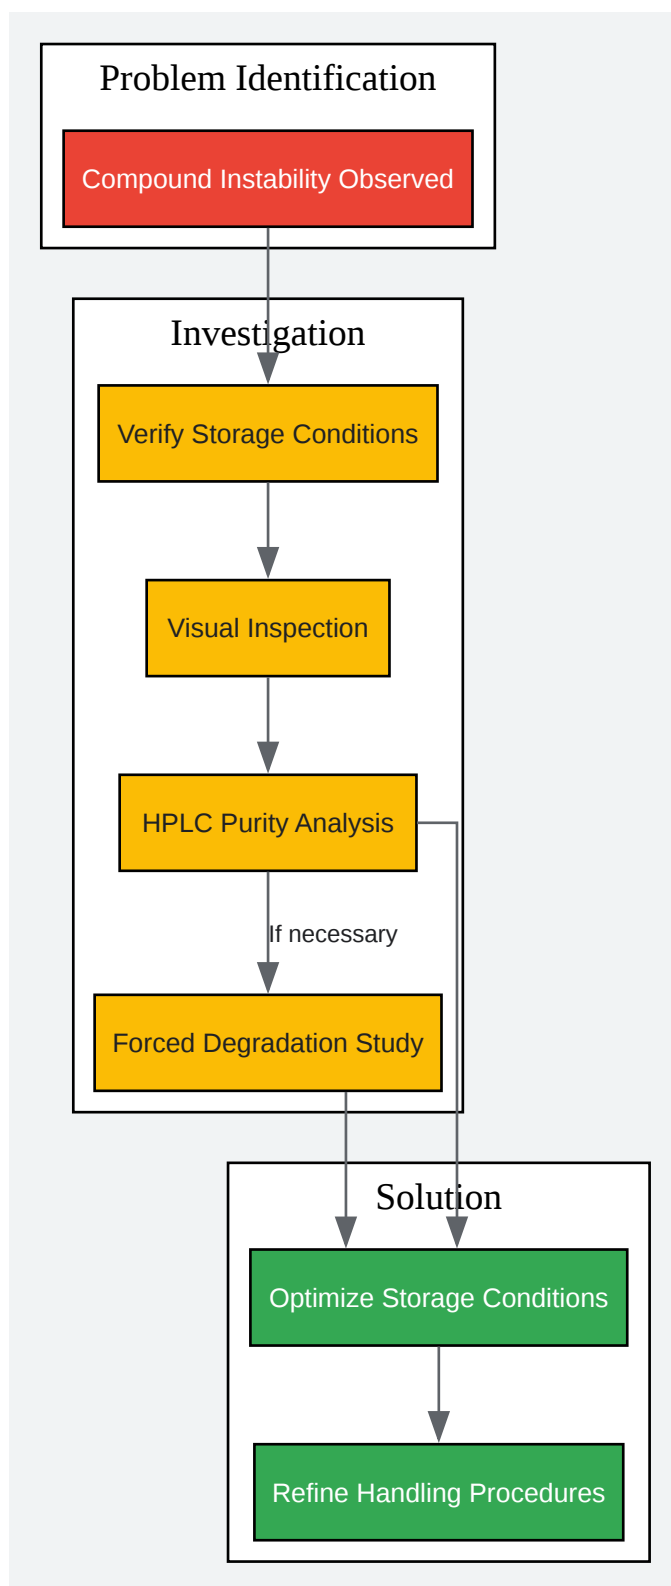 Problem Identification
Compound Instability Observed
Investigation
Verify Storage Conditions
Visual Inspection
HPLC Purity Analysis
If necessary
Forced Degradation Study
Solution
Optimize Storage Conditions
Refine Handling Procedures